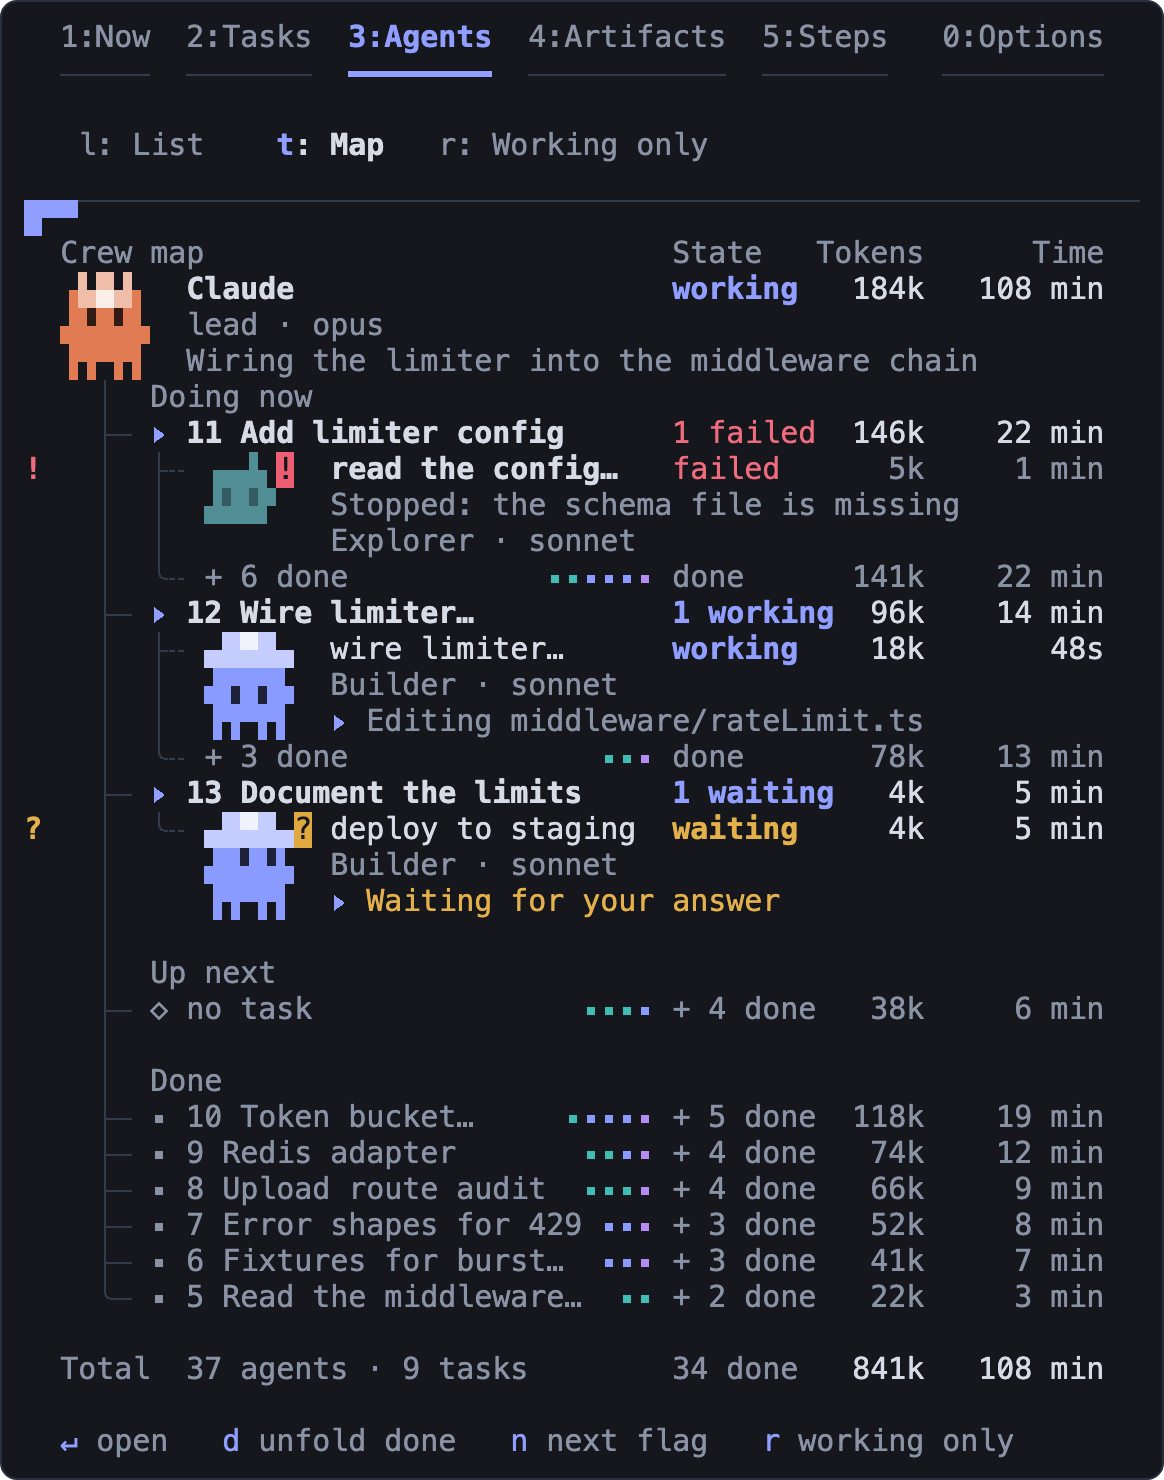 1:Now 2:Tasks 3:Agents 4:Artifacts 5:Steps 0:Options
l: List t: Map r: Working only
Crew map State Tokens Time
Claude working 184k 108 min
lead · opus
Wiring the limiter into the middleware chain
Doing now
▸ 11 Add limiter config 1 failed 146k 22 min
! ! read the config… failed 5k 1 min
Stopped: the schema file is missing
Explorer · sonnet
+ 6 done done 141k 22 min
▸ 12 Wire limiter… 1 working 96k 14 min
wire limiter… working 18k 48s
Builder · sonnet
▸ Editing middleware/rateLimit.ts
+ 3 done done 78k 13 min
▸ 13 Document the limits 1 waiting 4k 5 min
? ? deploy to staging waiting 4k 5 min
Builder · sonnet
▸ Waiting for your answer
Up next
◇ no task + 4 done 38k 6 min
Done
▪ 10 Token bucket… + 5 done 118k 19 min
▪ 9 Redis adapter + 4 done 74k 12 min
▪ 8 Upload route audit + 4 done 66k 9 min
▪ 7 Error shapes for 429 + 3 done 52k 8 min
▪ 6 Fixtures for burst… + 3 done 41k 7 min
▪ 5 Read the middleware… + 2 done 22k 3 min
Total 37 agents · 9 tasks 34 done 841k 108 min
↵ open d unfold done n next flag r working only